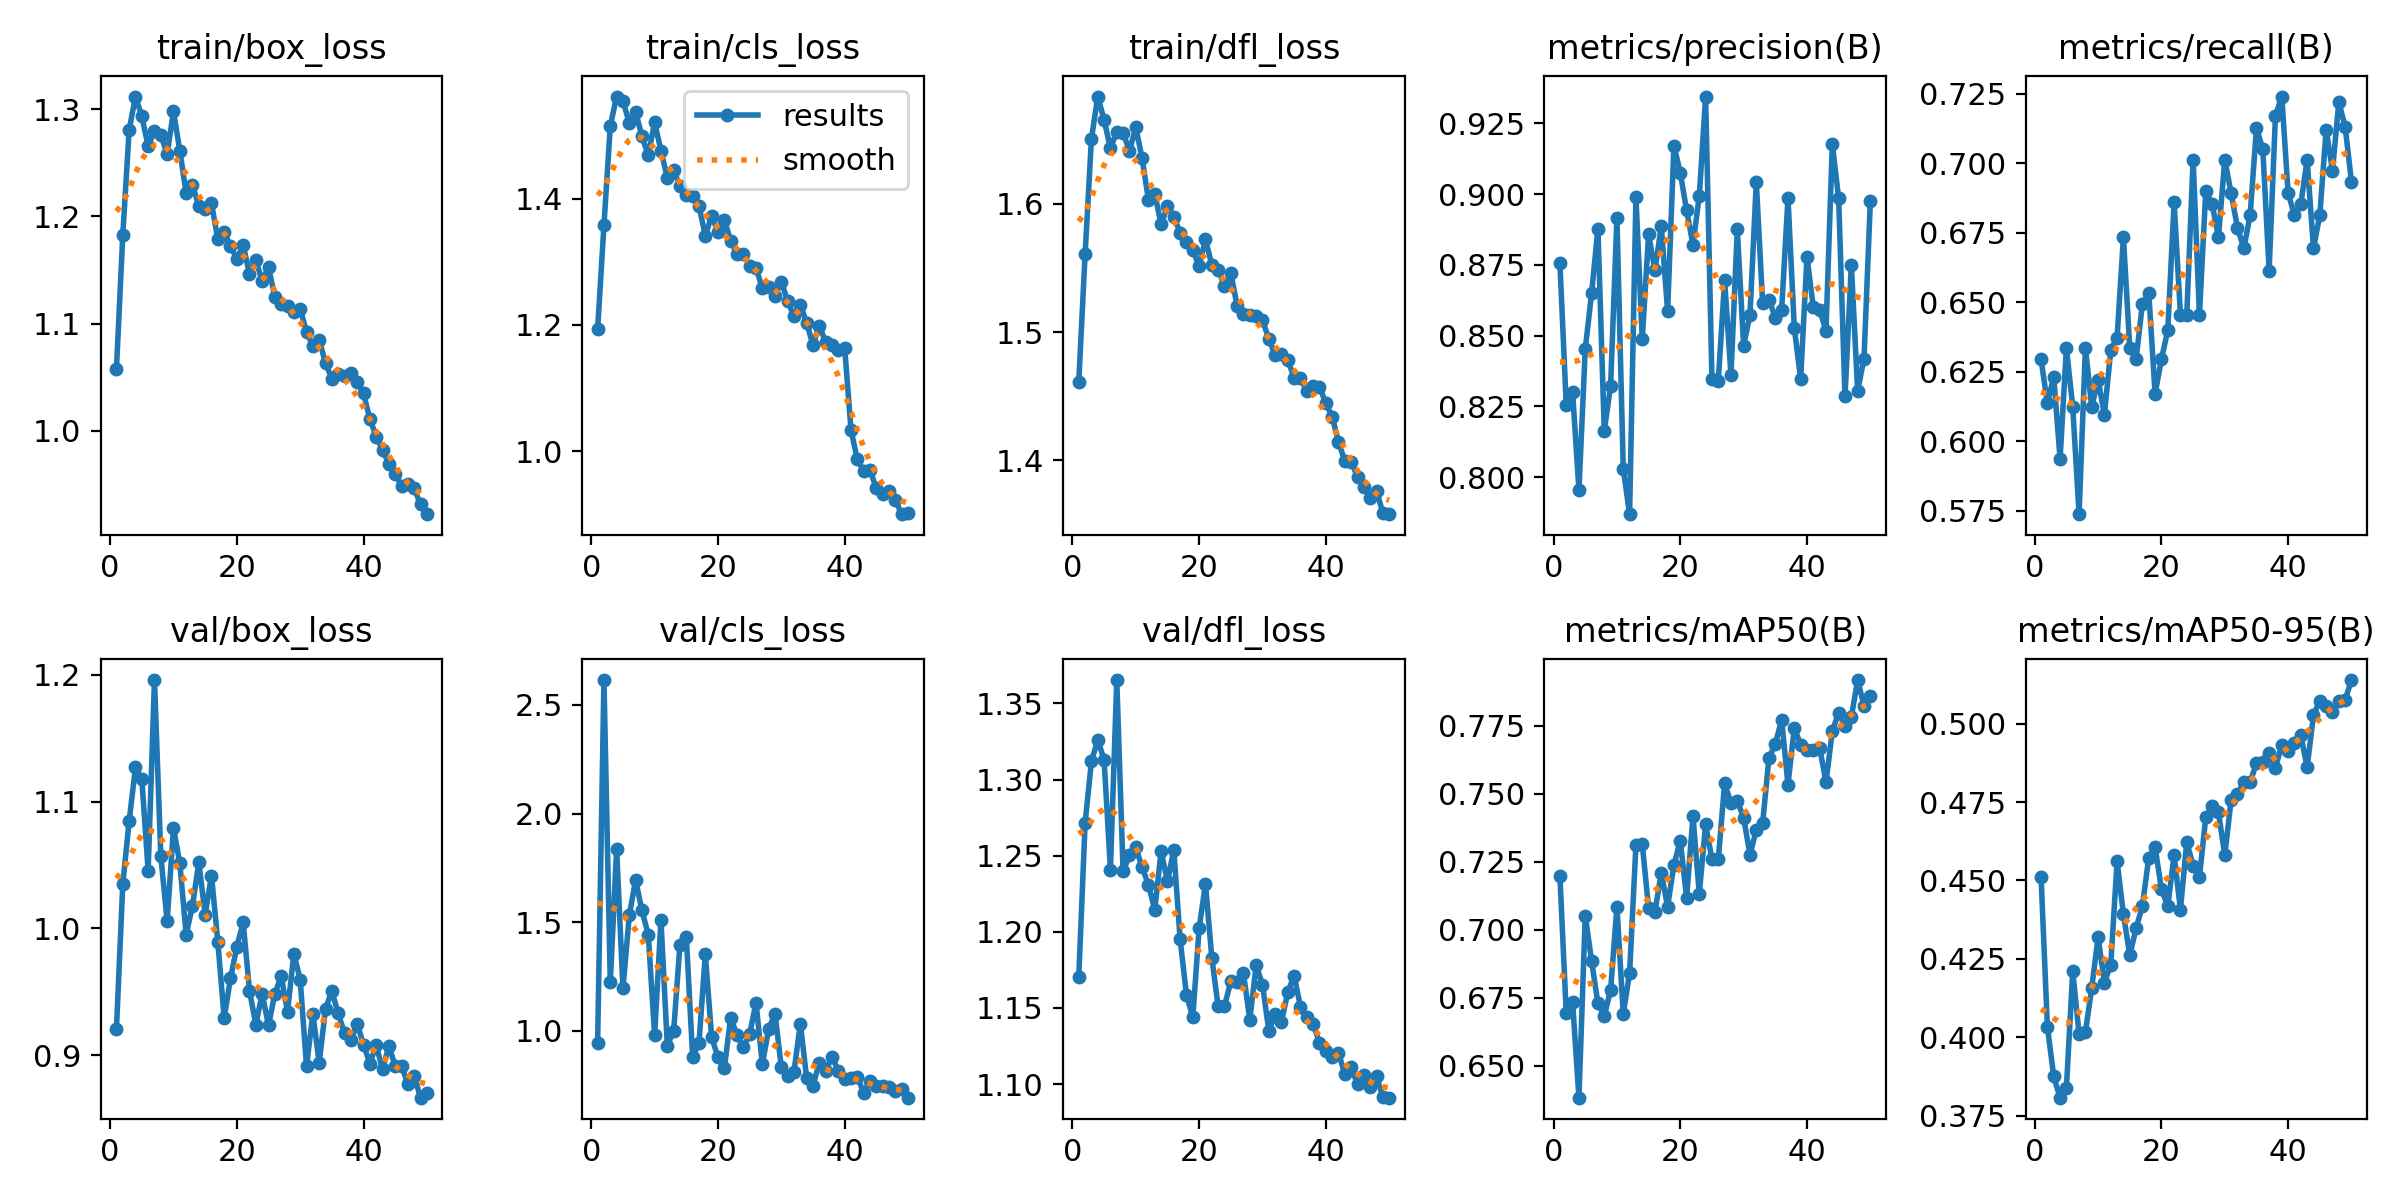 train/box_loss
1.3
1.2
1.1
1.0
0 20 40
train/cls_loss
results
smooth
1.4
1.2
1.0
0 20 40
train/dfl_loss
1.6
1.5
1.4
0 20 40
metrics/precision(B)
0.925
0.900
0.875
0.850
0.825
0.800
0 20 40
metrics/recall(B)
0.725
0.700
0.675
0.650
0.625
0.600
0.575
0 20 40
val/box_loss
1.2
1.1
1.0
0.9
0 20 40
val/cls_loss
2.5
2.0
1.5
1.0
0 20 40
val/dfl_loss
1.35
1.30
1.25
1.20
1.15
1.10
0 20 40
metrics/mAP50(B)
0.775
0.750
0.725
0.700
0.675
0.650
0 20 40
metrics/mAP50-95(B)
0.500
0.475
0.450
0.425
0.400
0.375
0 20 40